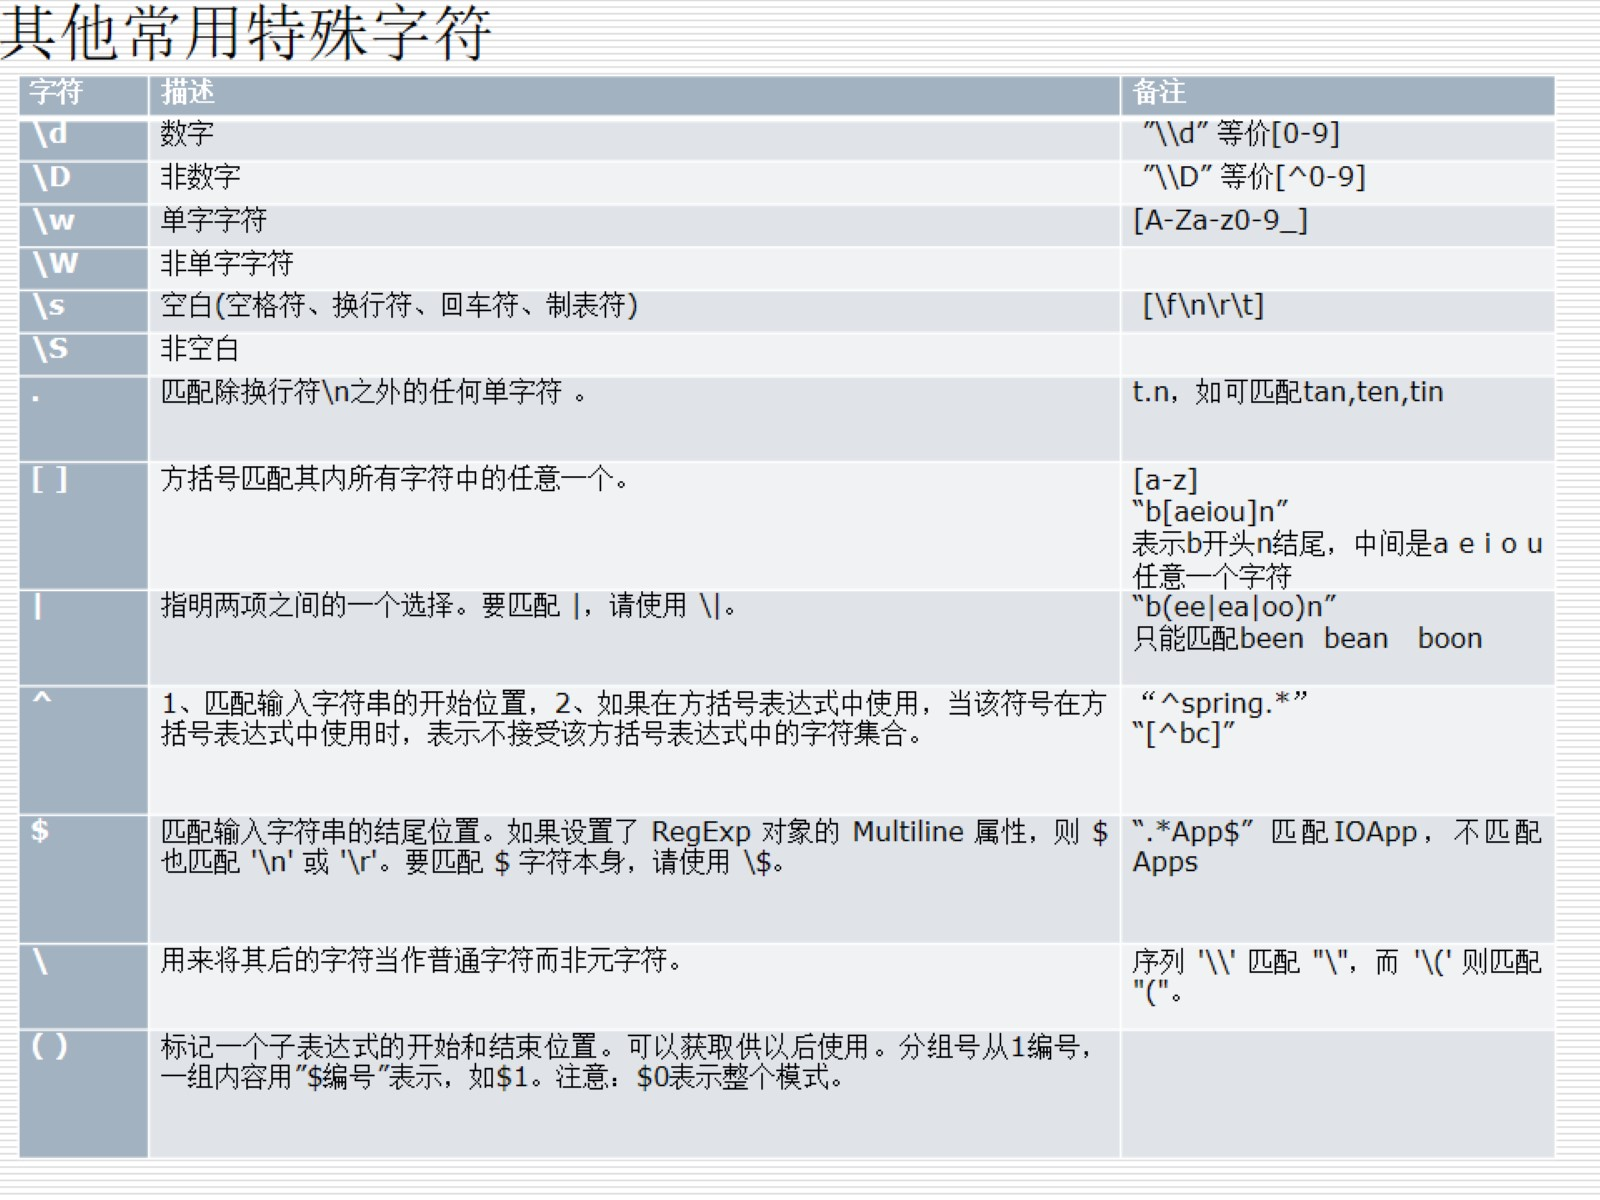 其他常用特殊字符
字符 描述 备注
\d 数字 ”\\d” 等价[0-9]
\D 非数字 ”\\D” 等价[^0-9]
\w 单字字符 [A-Za-z0-9_]
\W 非单字字符
\s 空白(空格符、换行符、回车符、制表符) [\f\n\r\t]
\S 非空白
. 匹配除换行符\n之外的任何单字符 。 t.n，如可匹配tan,ten,tin
[ ] 方括号匹配其内所有字符中的任意一个。 [a-z]
“b[aeiou]n”
表示b开头n结尾，中间是a e i o u
任意一个字符
| 指明两项之间的一个选择。要匹配 |，请使用 \|。 “b(ee|ea|oo)n”
只能匹配been bean boon
^ 1、匹配输入字符串的开始位置，2、如果在方括号表达式中使用，当该符号在方 “^spring.*”
括号表达式中使用时，表示不接受该方括号表达式中的字符集合。 “[^bc]”
$ 匹配输入字符串的结尾位置。如果设置了 RegExp 对象的 Multiline 属性，则 $ “.*App$” 匹配IOApp，不匹配
也匹配 '\n' 或 '\r'。要匹配 $ 字符本身，请使用 \$。 Apps
\ 用来将其后的字符当作普通字符而非元字符。 序列 '\\' 匹配 "\"，而 '\(' 则匹配
"("。
( ) 标记一个子表达式的开始和结束位置。可以获取供以后使用。分组号从1编号，
一组内容用”$编号”表示，如$1。注意：$0表示整个模式。